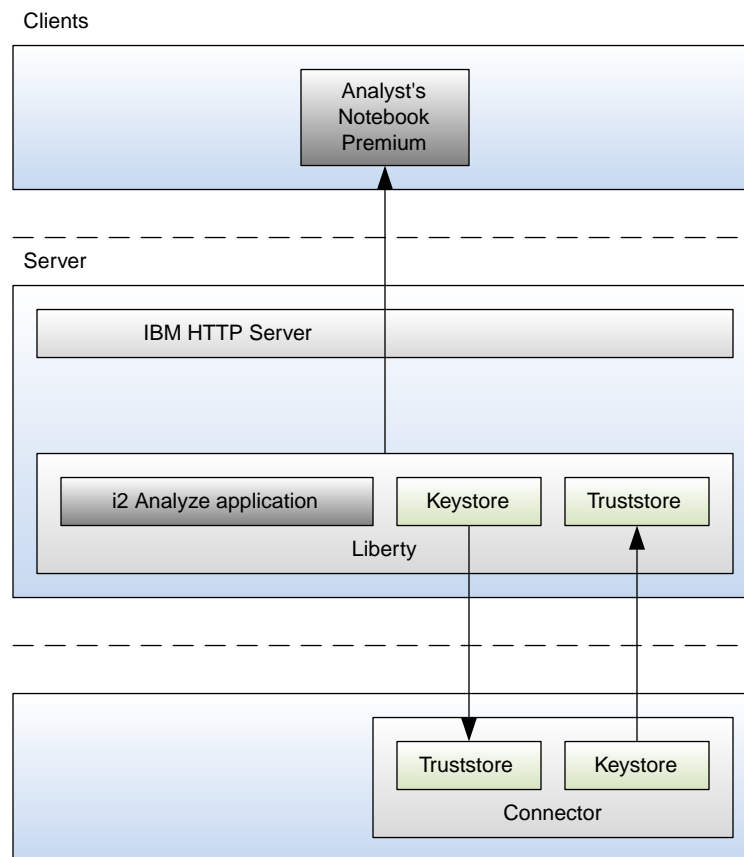 Clients
Analyst's
Notebook
Premium
Server
IBM HTTP Server
i2 Analyze application
Keystore
Truststore
Liberty
Truststore
Keystore
Connector